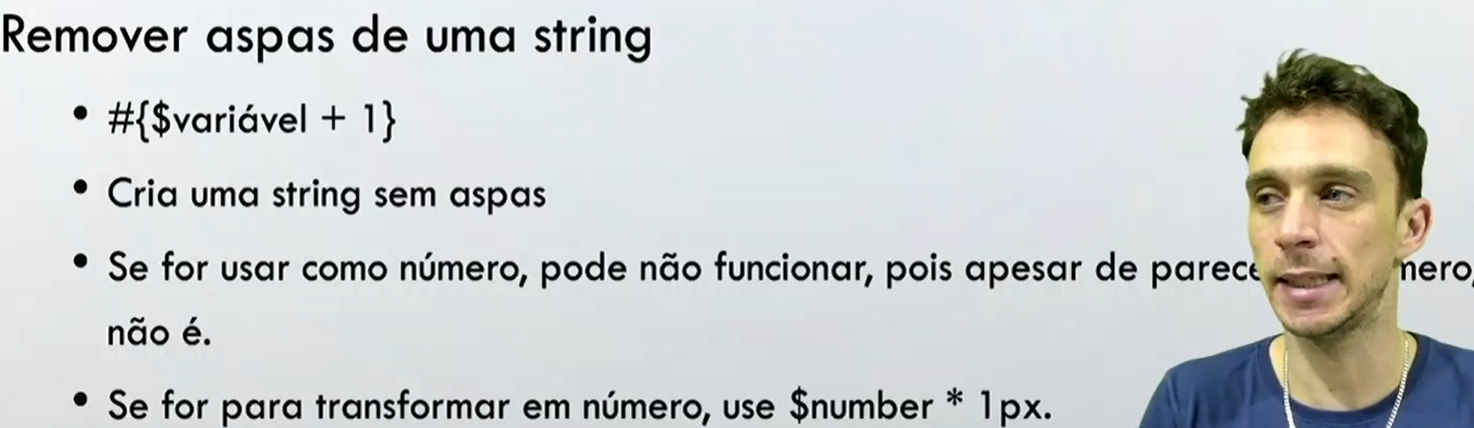 Remover aspas de uma string
• #{$variável + 1}
• Cria uma string sem aspas
• Se for usar como número, pode não funcionar, pois apesar de
não é.
• Se for para transformar em número, use $number * 1px.